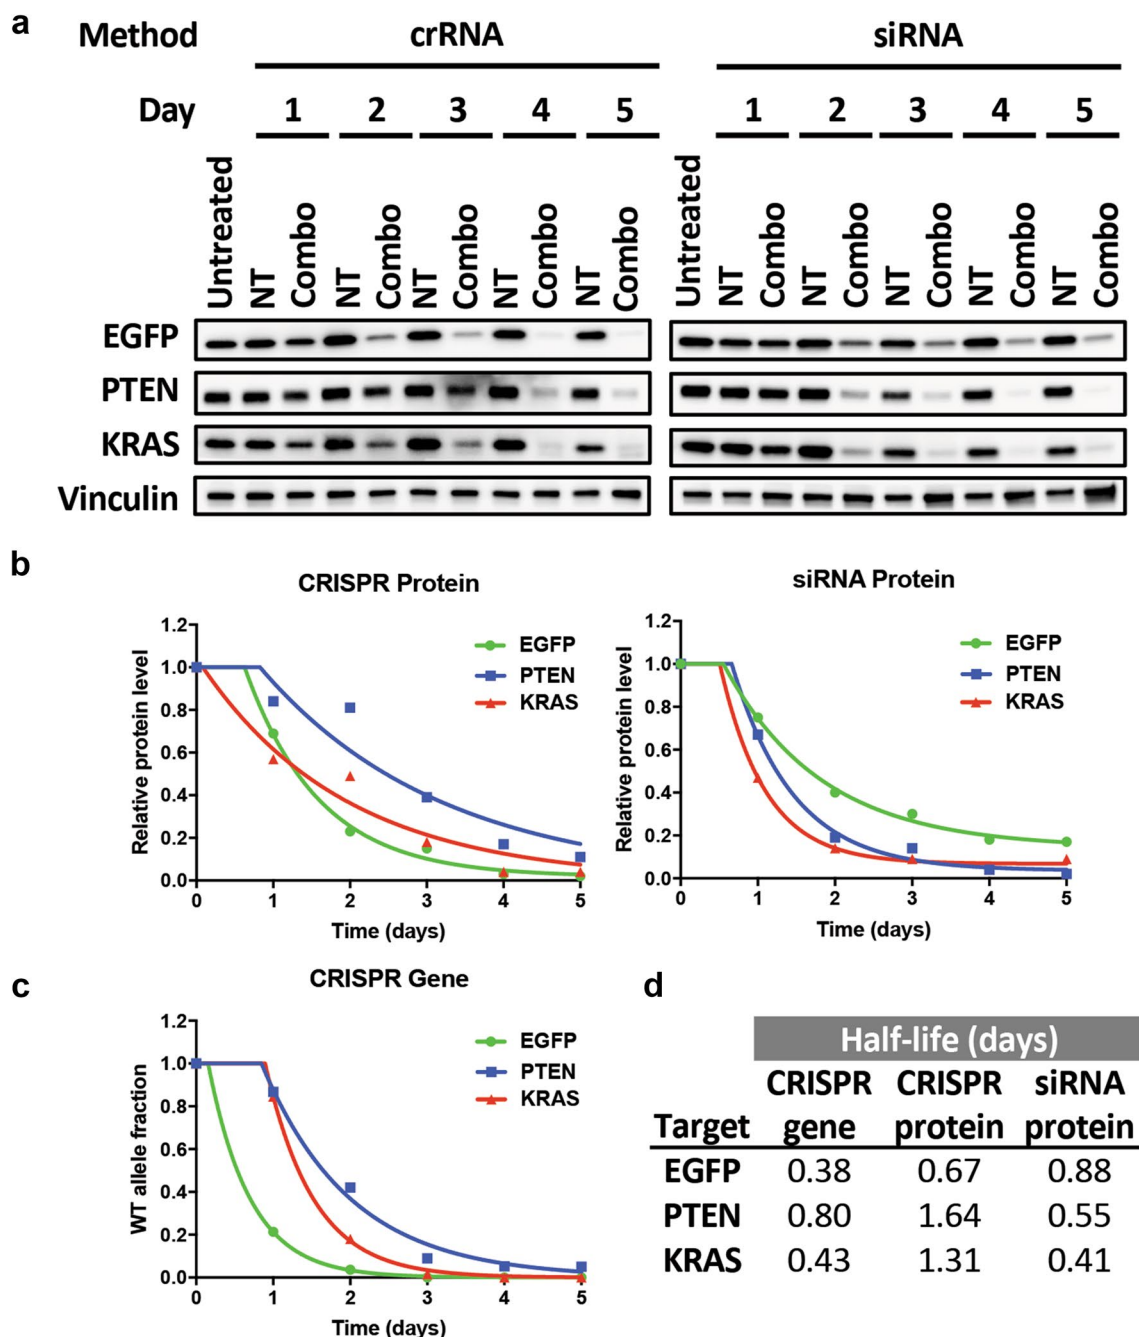 a
Method crRNA siRNA
Day 1 2 3 4 5 1 2 3 4 5
Untreated NT Combo NT Combo NT Combo NT Combo NT Combo Untreated NT Combo NT Combo NT Combo NT Combo NT Combo
EGFP
PTEN
KRAS
Vinculin
b
CRISPR Protein
Relative protein level
1.2
1.0
0.8
0.6
0.4
0.2
0.0
0 1 2 3 4 5
Time (days)
EGFP
PTEN
KRAS
siRNA Protein
Relative protein level
1.2
1.0
0.8
0.6
0.4
0.2
0.0
0 1 2 3 4 5
Time (days)
EGFP
PTEN
KRAS
c
CRISPR Gene
WT allele fraction
1.2
1.0
0.8
0.6
0.4
0.2
0.0
0 1 2 3 4 5
Time (days)
EGFP
PTEN
KRAS
d
Half-life (days)
CRISPR CRISPR siRNA
Target gene protein protein
EGFP 0.38 0.67 0.88
PTEN 0.80 1.64 0.55
KRAS 0.43 1.31 0.41